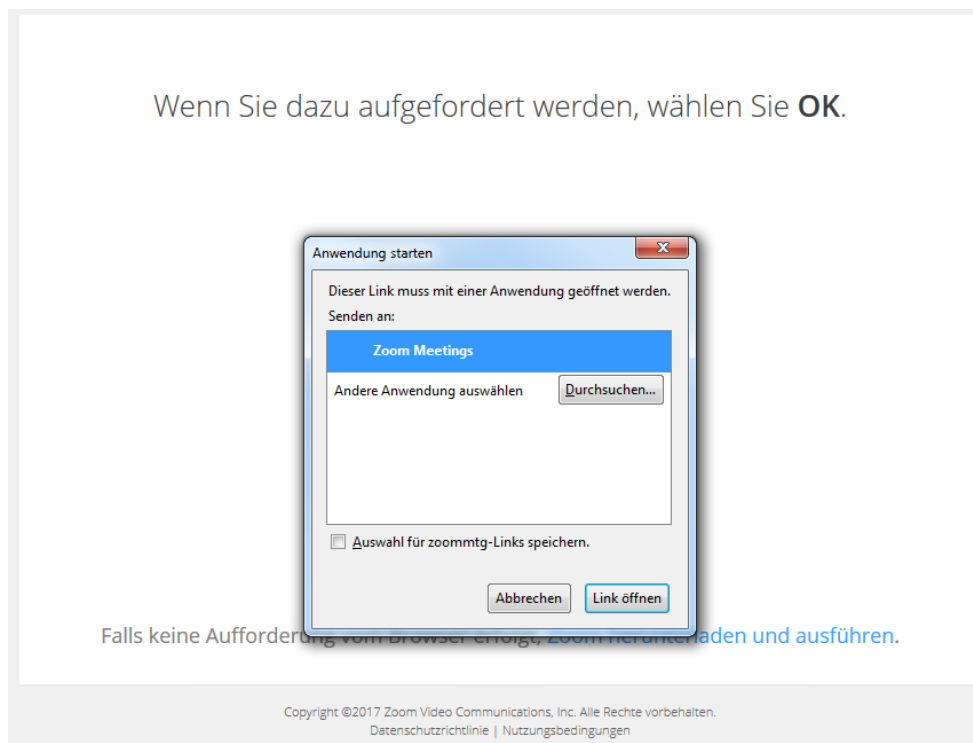 Wenn Sie dazu aufgefordert werden, wählen Sie OK.
Anwendung starten
Dieser Link muss mit einer Anwendung geöffnet werden.
Senden an:
Zoom Meetings
Andere Anwendung auswählen Durchsuchen...
Auswahl für zoommtg-Links speichern.
Abbrechen Link öffnen
Falls keine Aufforderung vom Browser erfolgt, Zoom herunterladen und ausführen.
Copyright ©2017 Zoom Video Communications, Inc. Alle Rechte vorbehalten.
Datenschutzrichtlinie | Nutzungsbedingungen